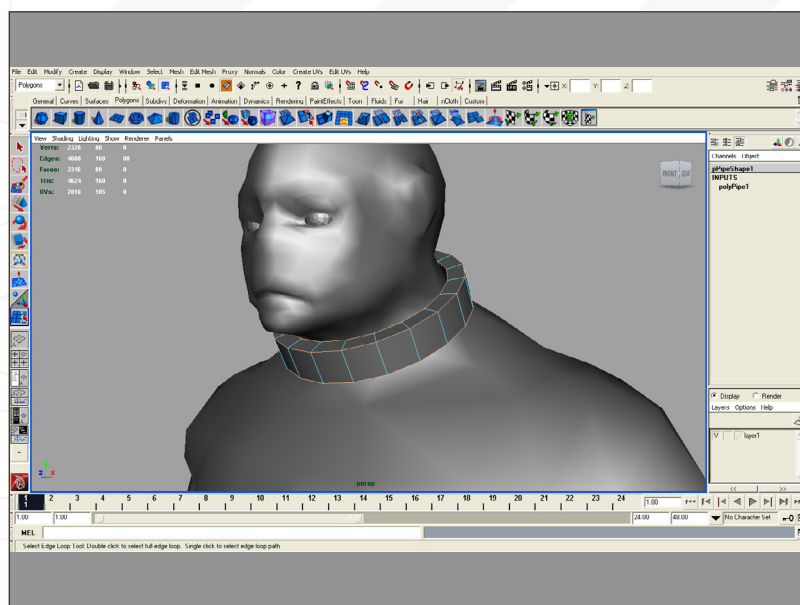 File Edit Modify Create Display Window Select Mesh Edit Mesh Proxy Normals Color Create UVs Edit UVs Help
Polygons X: Y: Z:
General Curves Surfaces Polygons Subdivs Deformation Animation Dynamics Rendering PaintEffects Toon Fluids Fur Hair nCloth Custom
View Shading Lighting Show Renderer Panels
Verts: 2320 80 0
Edges: 4600 160 80
Faces: 2346 80 0
Tris: 4624 160 0
UVs: 2816 105 0
FRONT
Channels Object
pPipeShape1
INPUTS
polyPipe1
Display Render
Layers Options Help
V layer1
<< >>
persp
1 2 3 4 5 6 7 8 9 10 11 12 13 14 15 16 17 18 19 20 21 22 23 24
1
1.00
1.00 1.00 24.00 48.00 No Character Set
MEL
Select Edge Loop Tool: Double click to select full edge loop. Single click to select edge loop path